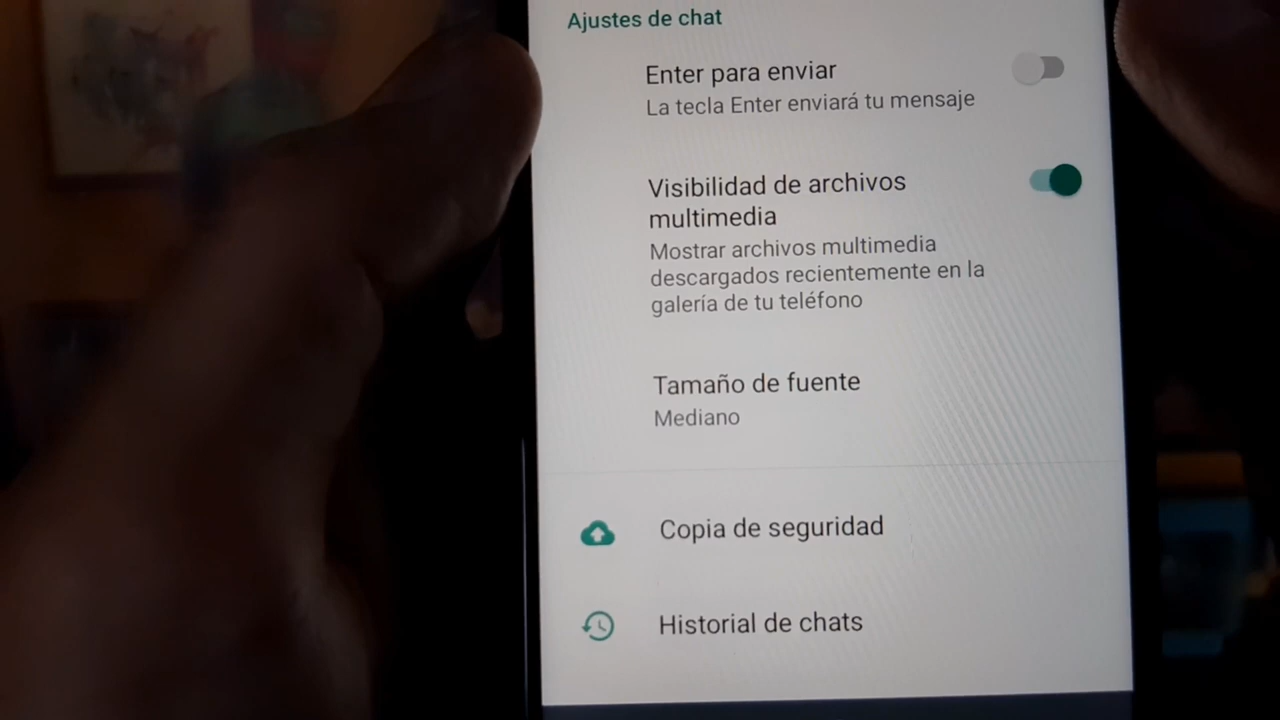 Ajustes de chat
Enter para enviar
La tecla Enter enviará tu mensaje
Visibilidad de archivos
multimedia
Mostrar archivos multimedia
descargados recientemente en la
galería de tu teléfono
Tamaño de fuente
Mediano
Copia de seguridad
Historial de chats